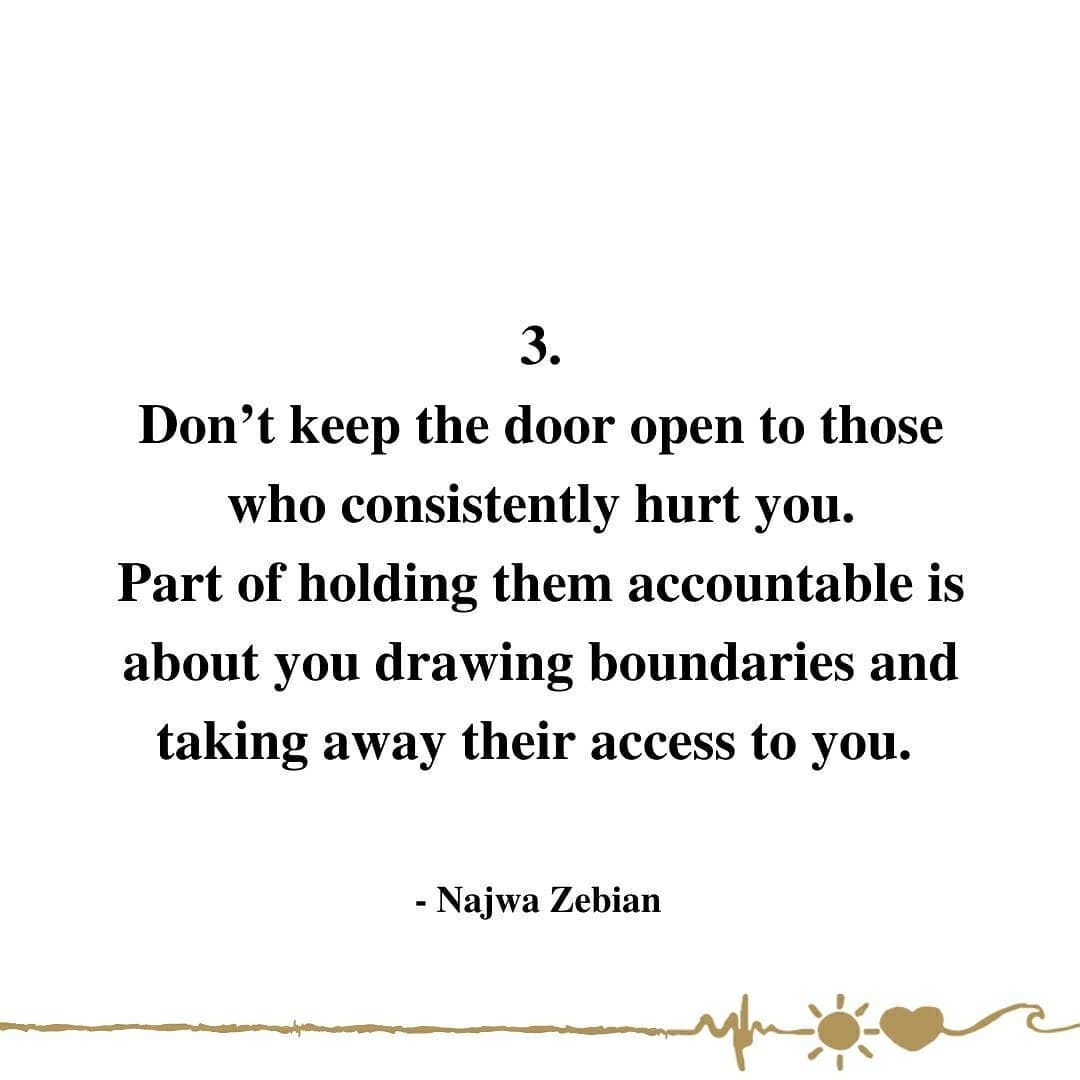 3.
Don’t keep the door open to those
who consistently hurt you.
Part of holding them accountable is
about you drawing boundaries and
taking away their access to you.
- Najwa Zebian